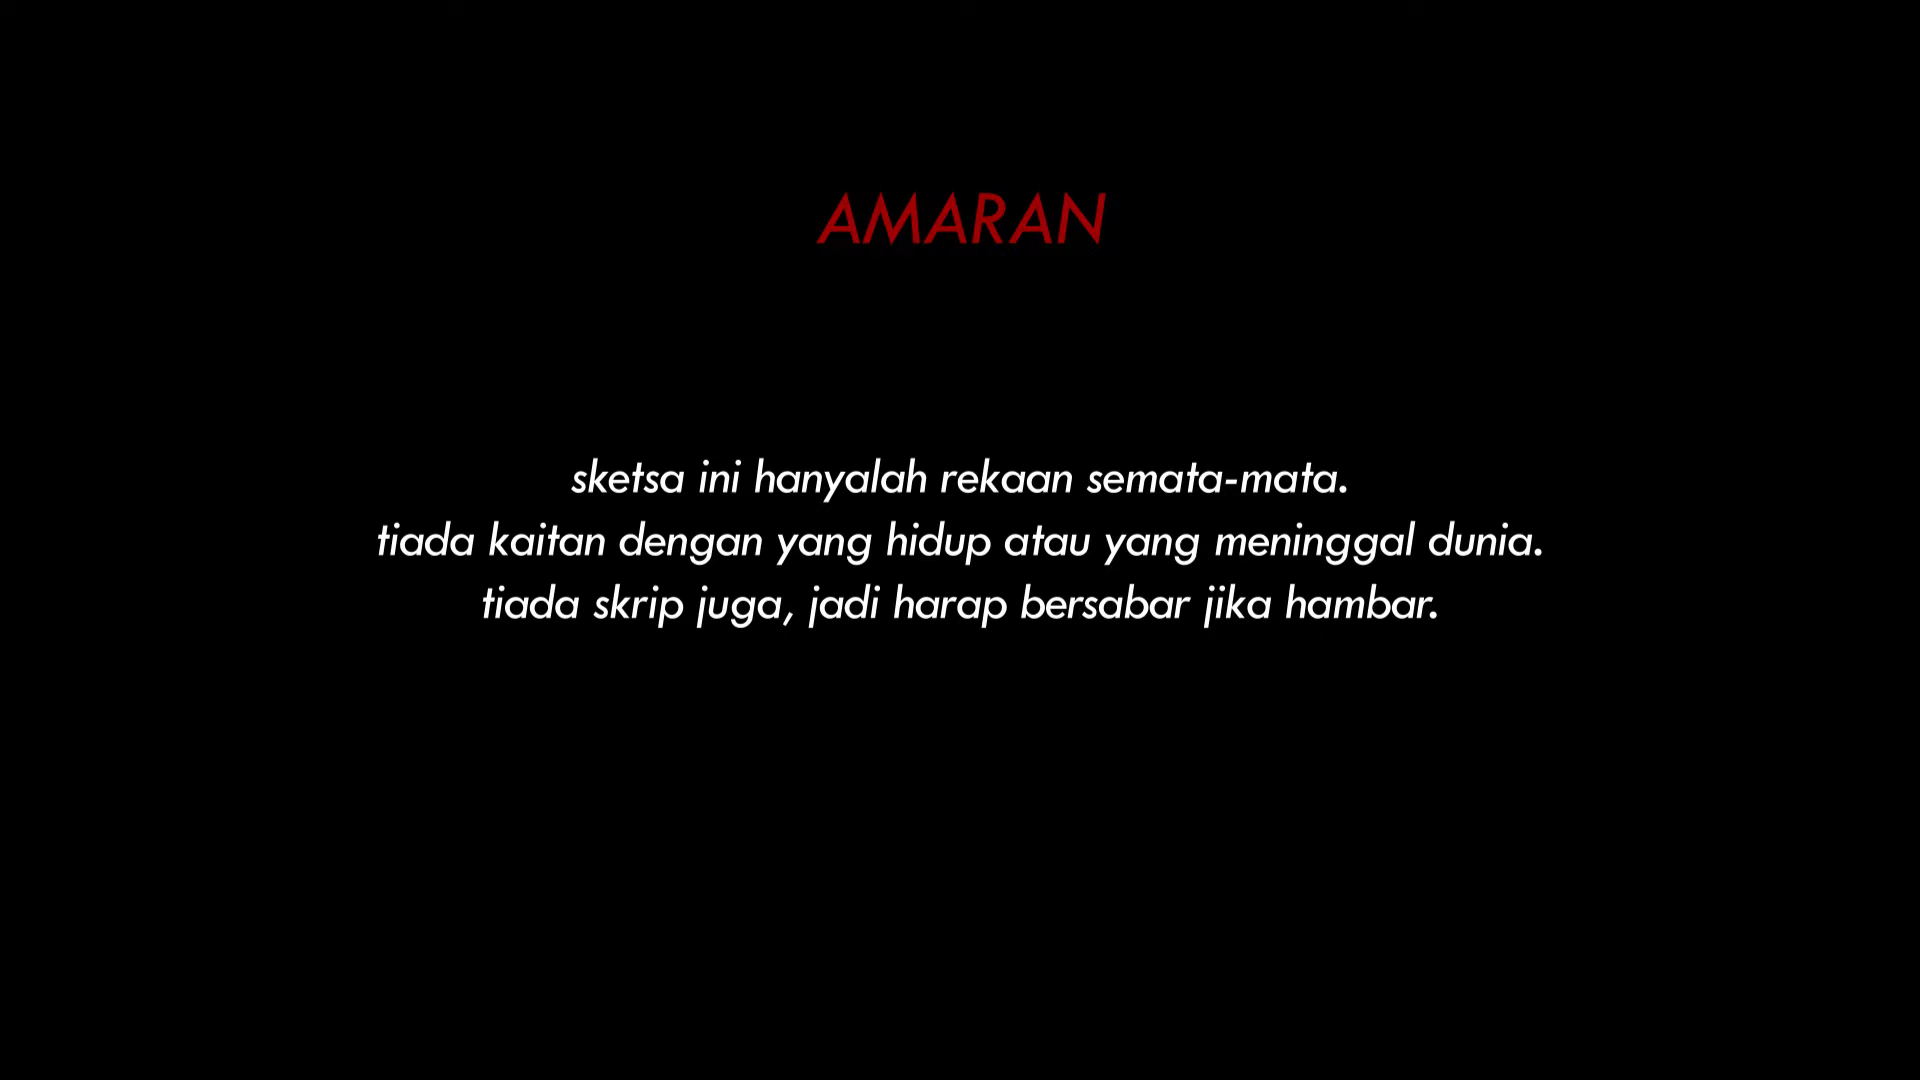 AMARAN
sketsa ini hanyalah rekaan semata-mata.
tiada kaitan dengan yang hidup atau yang meninggal dunia.
tiada skrip juga, jadi harap bersabar jika hambar.